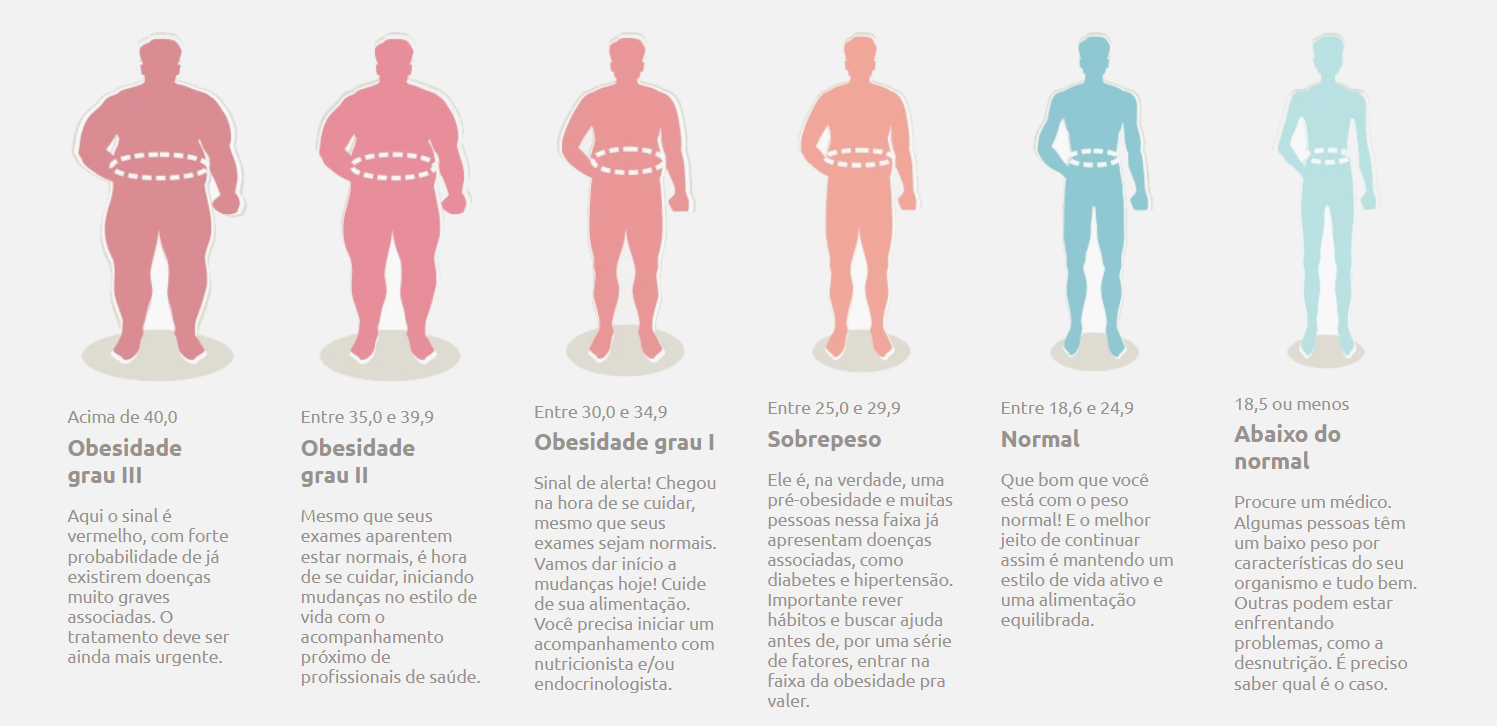 Acima de 40,0
Obesidade
grau III
Aqui o sinal é
vermelho, com forte
probabilidade de já
existirem doenças
muito graves
associadas. O
tratamento deve ser
ainda mais urgente.
Entre 35,0 e 39,9
Obesidade
grau II
Mesmo que seus
exames aparentem
estar normais, é hora
de se cuidar, iniciando
mudanças no estilo de
vida com o
acompanhamento
próximo de
profissionais de saúde.
Entre 30,0 e 34,9
Obesidade grau I
Sinal de alerta! Chegou
na hora de se cuidar,
mesmo que seus
exames sejam normais.
Vamos dar início a
mudanças hoje! Cuide
de sua alimentação.
Você precisa iniciar um
acompanhamento com
nutricionista e/ou
endocrinologista.
Entre 25,0 e 29,9
Sobrepeso
Ele é, na verdade, uma
pré-obesidade e muitas
pessoas nessa faixa já
apresentam doenças
associadas, como
diabetes e hipertensão.
Importante rever
hábitos e buscar ajuda
antes de, por uma série
de fatores, entrar na
faixa da obesidade pra
valer.
Entre 18,6 e 24,9
Normal
Que bom que você
está com o peso
normal! E o melhor
jeito de continuar
assim é mantendo um
estilo de vida ativo e
uma alimentação
equilibrada.
18,5 ou menos
Abaixo do
normal
Procure um médico.
Algumas pessoas têm
um baixo peso por
características do seu
organismo e tudo bem.
Outras podem estar
enfrentando
problemas, como a
desnutrição. É preciso
saber qual é o caso.